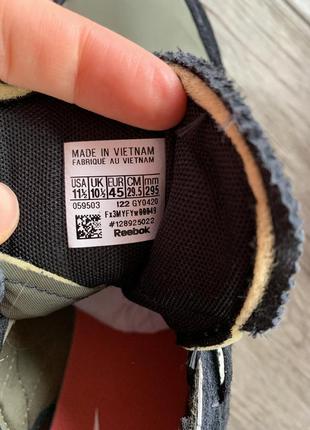 MADE IN VIETNAM
FABRIQUE AU VIETNAM
USA UK EUR CM mm
11½ 10½ 45 29.5 295
059503 122 GY0420
#128925022
Reebok